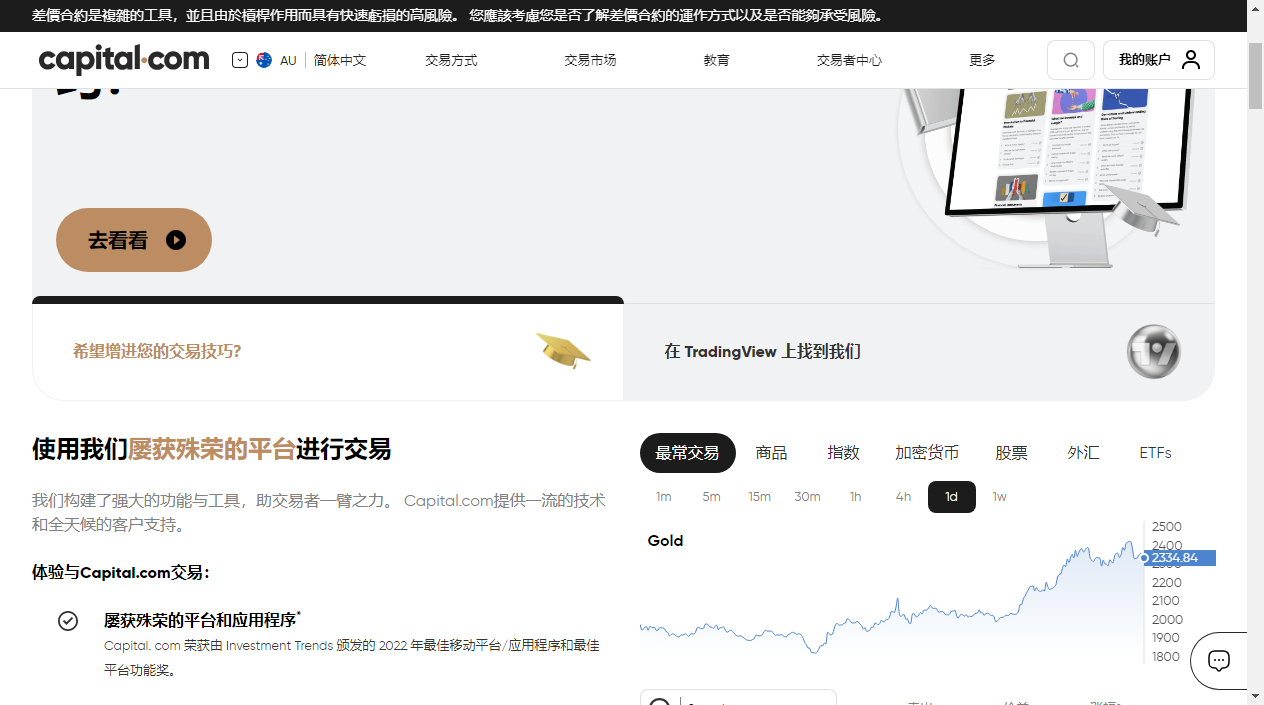 差價合約是複雜的工具，並且由於槓桿作用而具有快速虧損的高風險。 您應該考慮您是否了解差價合約的運作方式以及是否能夠承受風險。
capital.com
AU
简体中文
交易方式
交易市场
教育
交易者中心
更多
我的账户
去看看
希望增进您的交易技巧?
在 TradingView 上找到我们
使用我们屡获殊荣的平台进行交易
我们构建了强大的功能与工具，助交易者一臂之力。 Capital.com提供一流的技术
和全天候的客户支持。
体验与Capital.com交易：
屡获殊荣的平台和应用程序*
Capital. com 荣获由 Investment Trends 颁发的 2022 年最佳移动平台/应用程序和最佳
平台功能奖。
最常交易
商品
指数
加密货币
股票
外汇
ETFs
1m
5m
15m
30m
1h
4h
1d
1w
Gold
2500
2400
2334.84
2200
2100
2000
1900
1800